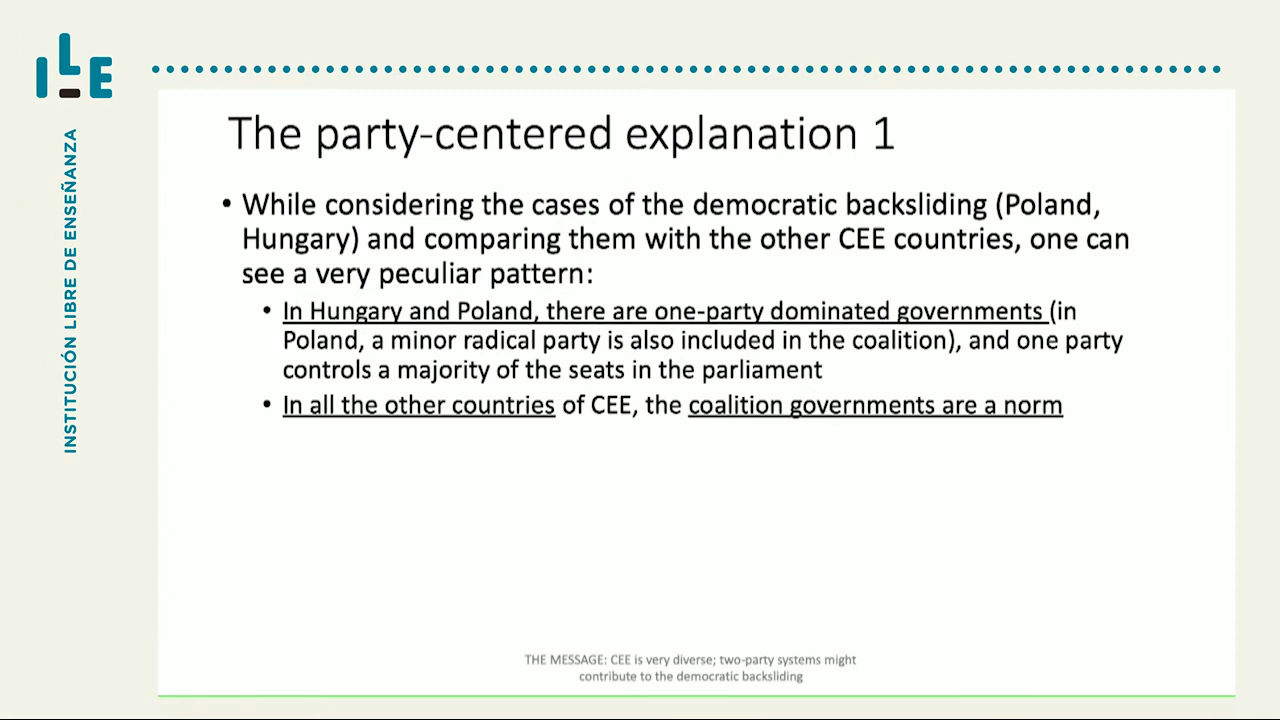 ILE
INSTITUCIÓN LIBRE DE ENSEÑANZA
The party-centered explanation 1
• While considering the cases of the democratic backsliding (Poland,
Hungary) and comparing them with the other CEE countries, one can
see a very peculiar pattern:
• In Hungary and Poland, there are one-party dominated governments (in
Poland, a minor radical party is also included in the coalition), and one party
controls a majority of the seats in the parliament
• In all the other countries of CEE, the coalition governments are a norm
THE MESSAGE: CEE is very diverse; two-party systems might
contribute to the democratic backsliding